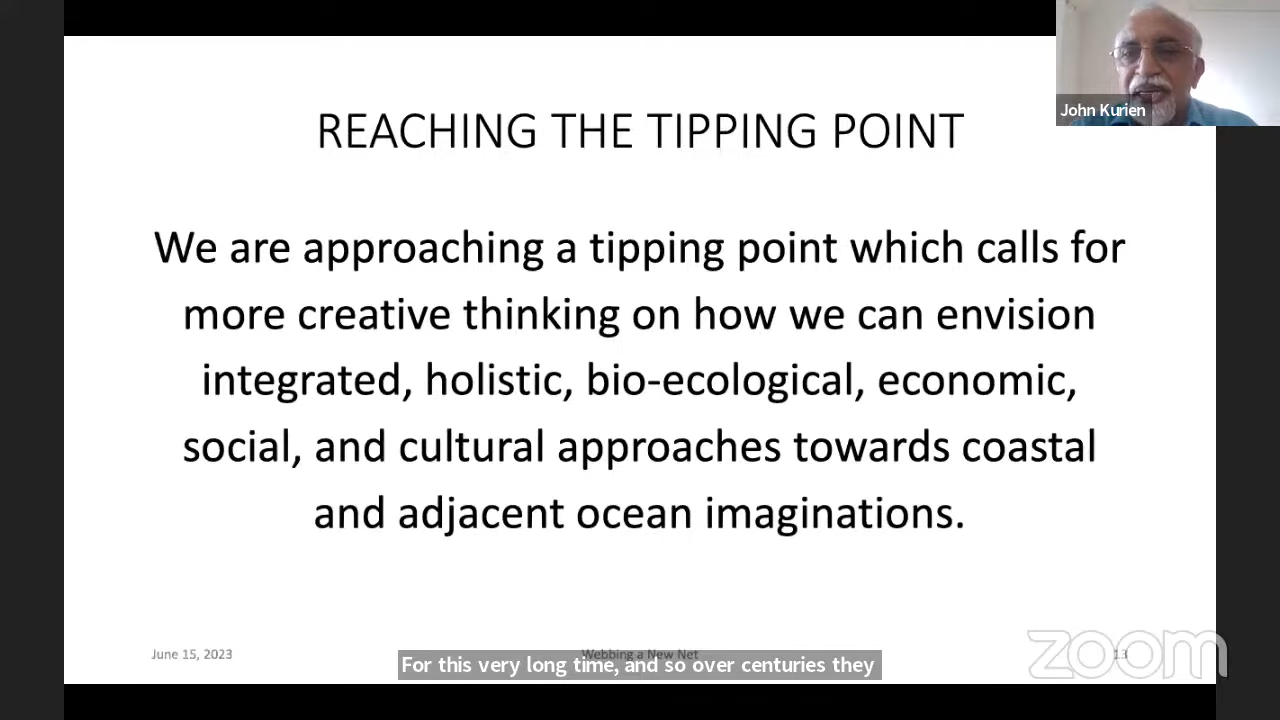 John Kurien
REACHING THE TIPPING POINT
We are approaching a tipping point which calls for
more creative thinking on how we can envision
integrated, holistic, bio-ecological, economic,
social, and cultural approaches towards coastal
and adjacent ocean imaginations.
June 15, 2023
Webbing a New Net
13
For this very long time, and so over centuries they
zoom